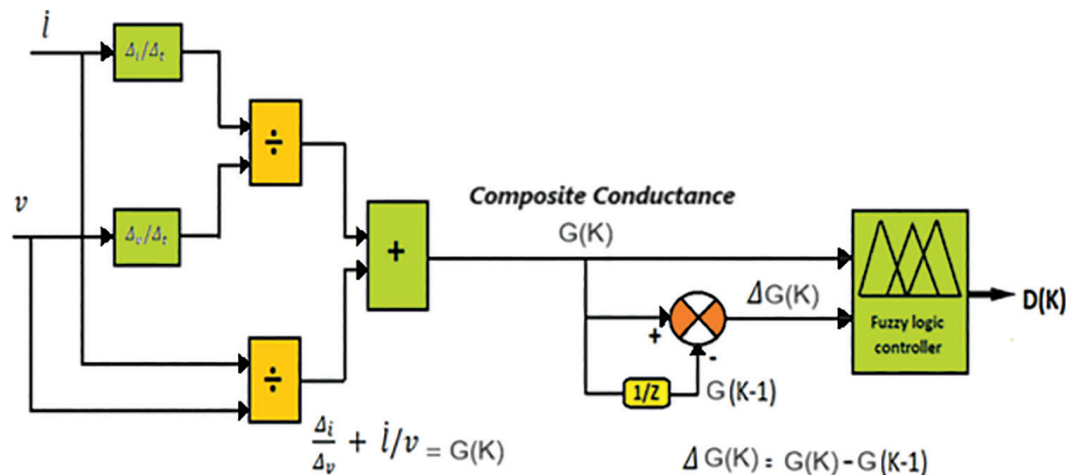 i
Δi/Δt
÷
v
Δv/Δt
+
÷
Δi/Δv + i/v = G(K)
Composite Conductance
G(K)
+
-
ΔG(K)
1/Z
G(K-1)
ΔG(K) = G(K)-G(K-1)
Fuzzy logic
controller
D(K)